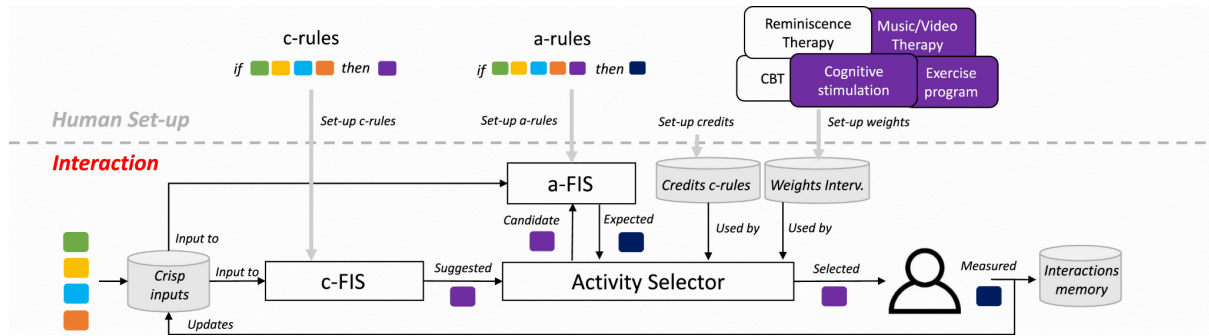 c-rules
a-rules
if
then
if
then
Reminiscence
Therapy
Music/Video
Therapy
CBT
Cognitive
stimulation
Exercise
program
Human Set-up
Set-up c-rules
Set-up a-rules
Set-up credits
Set-up weights
Interaction
a-FIS
Credits c-rules
Weights Interv.
Candidate
Expected
Used by
Used by
Input to
Crisp
inputs
Input to
c-FIS
Suggested
Activity Selector
Selected
Measured
Interactions
memory
Updates